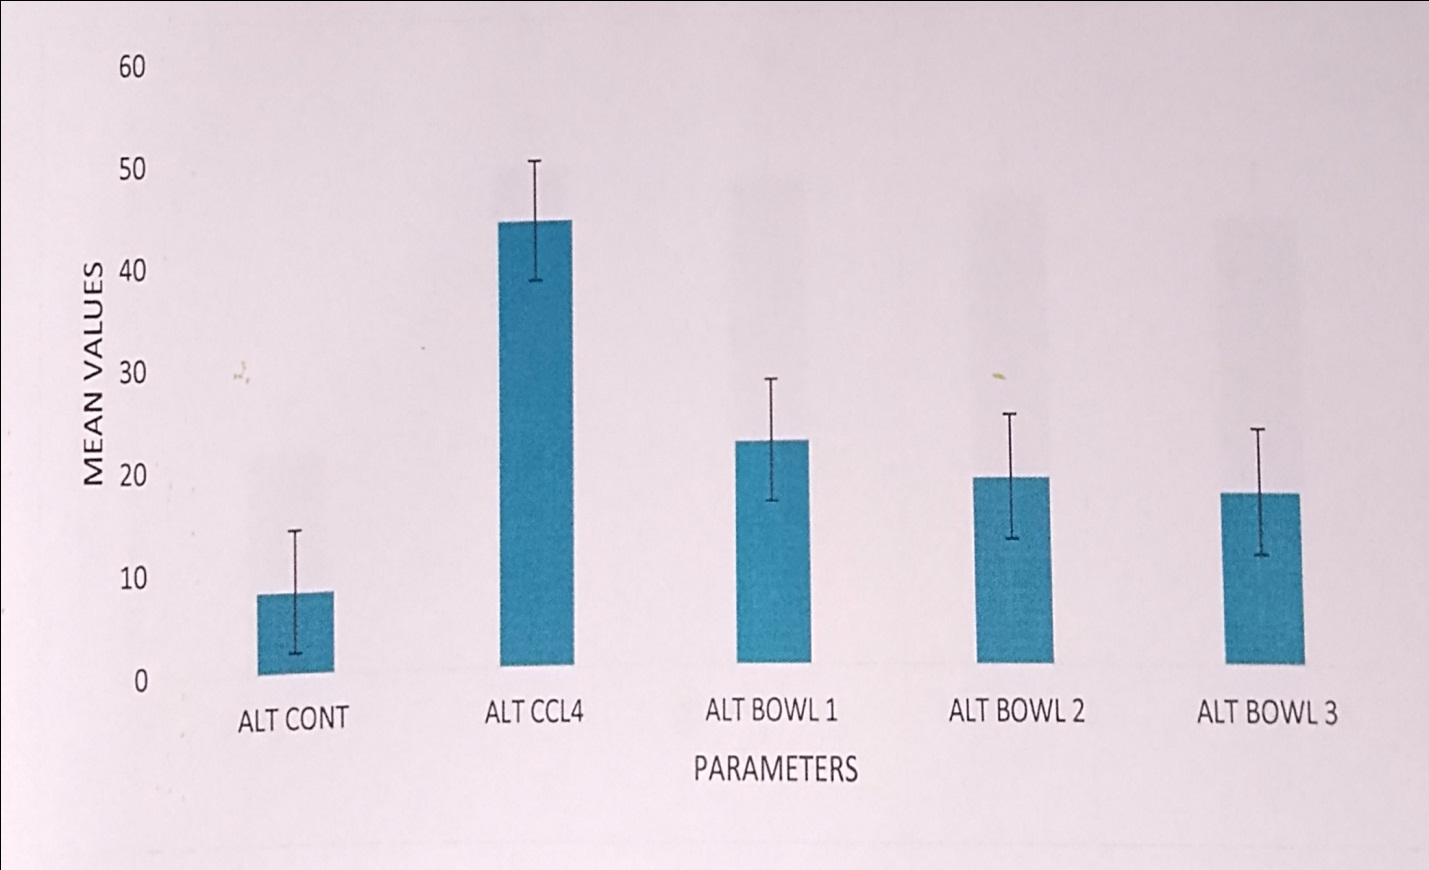 60
50
40
30
20
10
0
MEAN VALUES
ALT CONT
ALT CCL4
ALT BOWL 1
ALT BOWL 2
ALT BOWL 3
PARAMETERS